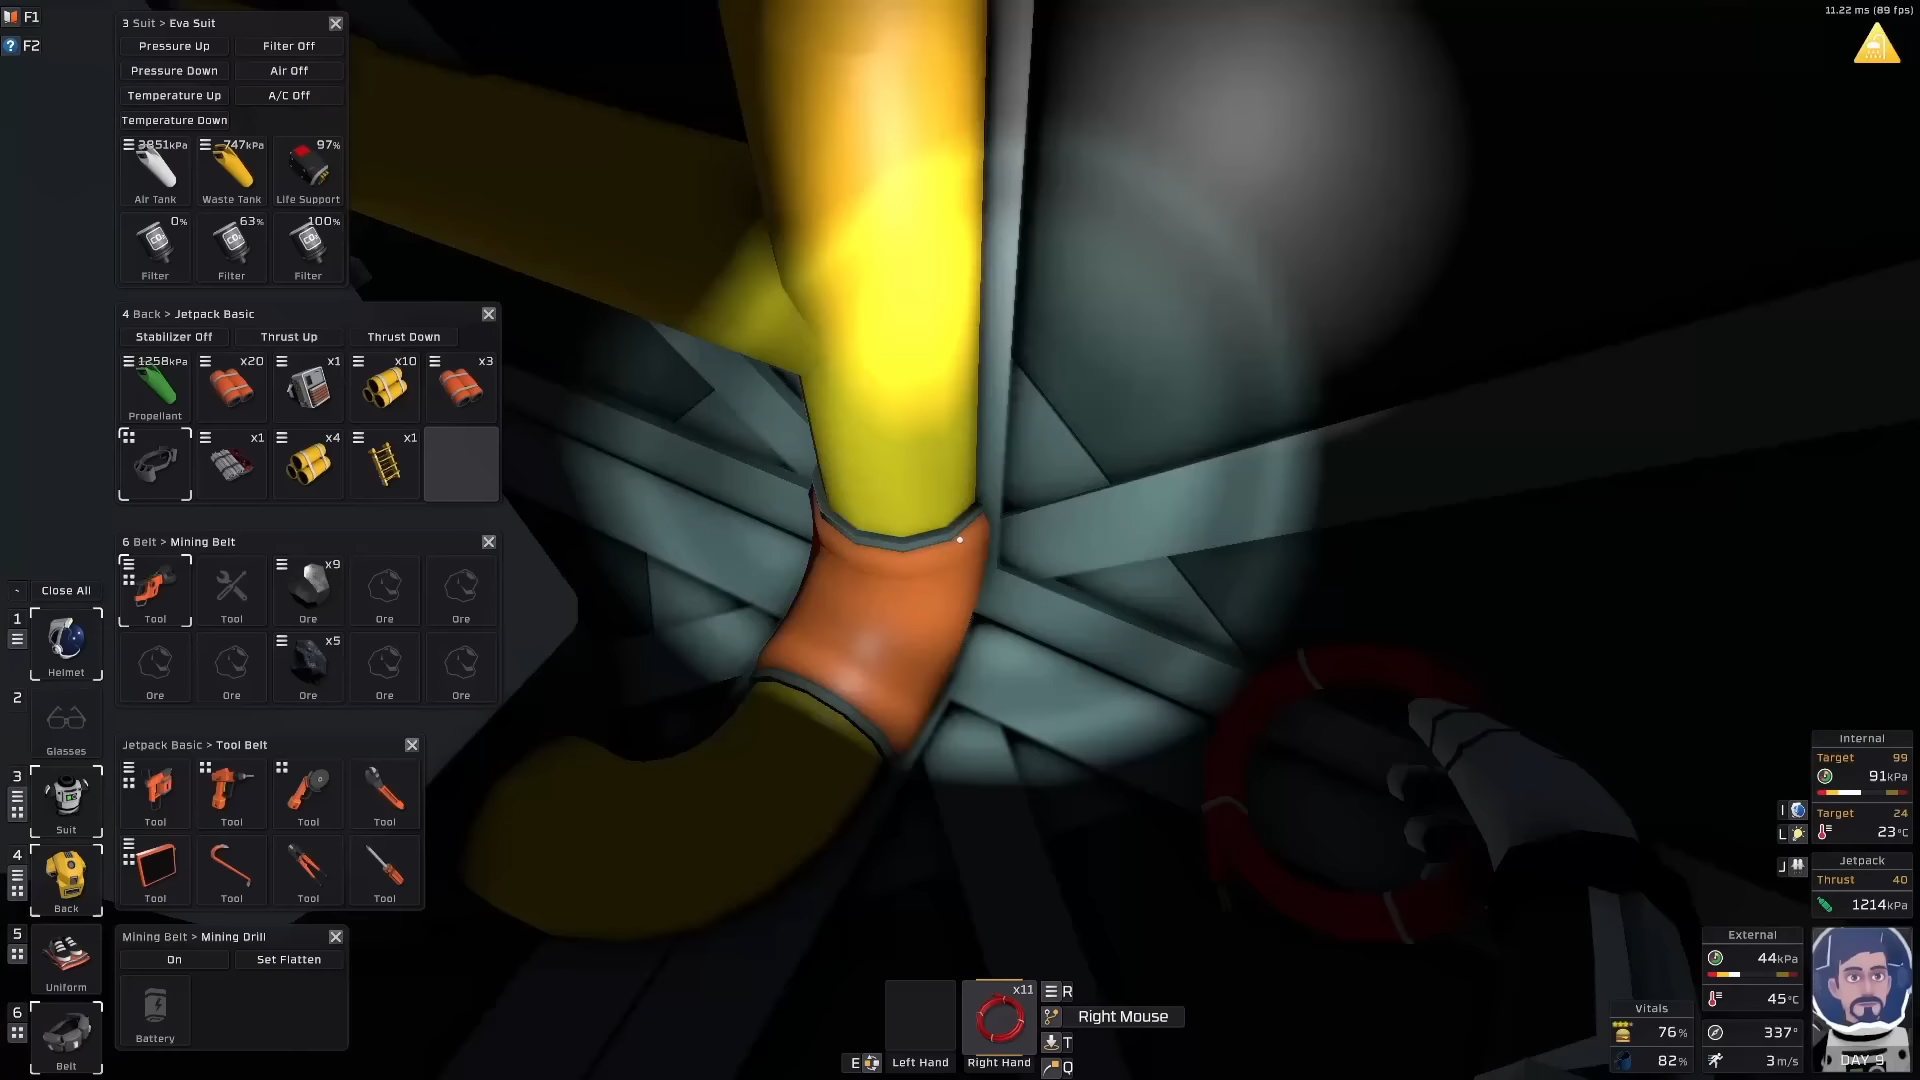 F1
F2
11.22 ms (89 fps)
3 Suit > Eva Suit
Pressure Up
Filter Off
Pressure Down
Air Off
Temperature Up
A/C Off
Temperature Down
3851kPa
747kPa
97%
Air Tank
Waste Tank
Life Support
0%
63%
100%
Filter
Filter
Filter
4 Back > Jetpack Basic
Stabilizer Off
Thrust Up
Thrust Down
1258kPa
x20
x1
x10
x3
Propellant
x1
x4
x1
6 Belt > Mining Belt
x9
Tool
Tool
Ore
Ore
Ore
x5
Ore
Ore
Ore
Ore
Ore
Jetpack Basic > Tool Belt
Tool
Tool
Tool
Tool
Tool
Tool
Tool
Tool
Mining Belt > Mining Drill
On
Set Flatten
Battery
~
Close All
1
Helmet
2
Glasses
3
Suit
4
Back
5
Uniform
6
Belt
x11
R
Right Mouse
T
E
Left Hand
Right Hand
Q
Internal
Target 99
91kPa
I
Target 24
L
23°C
J
Jetpack
Thrust 40
1214kPa
External
44kPa
45°C
337°
3m/s
Vitals
76%
82%
DAY 9